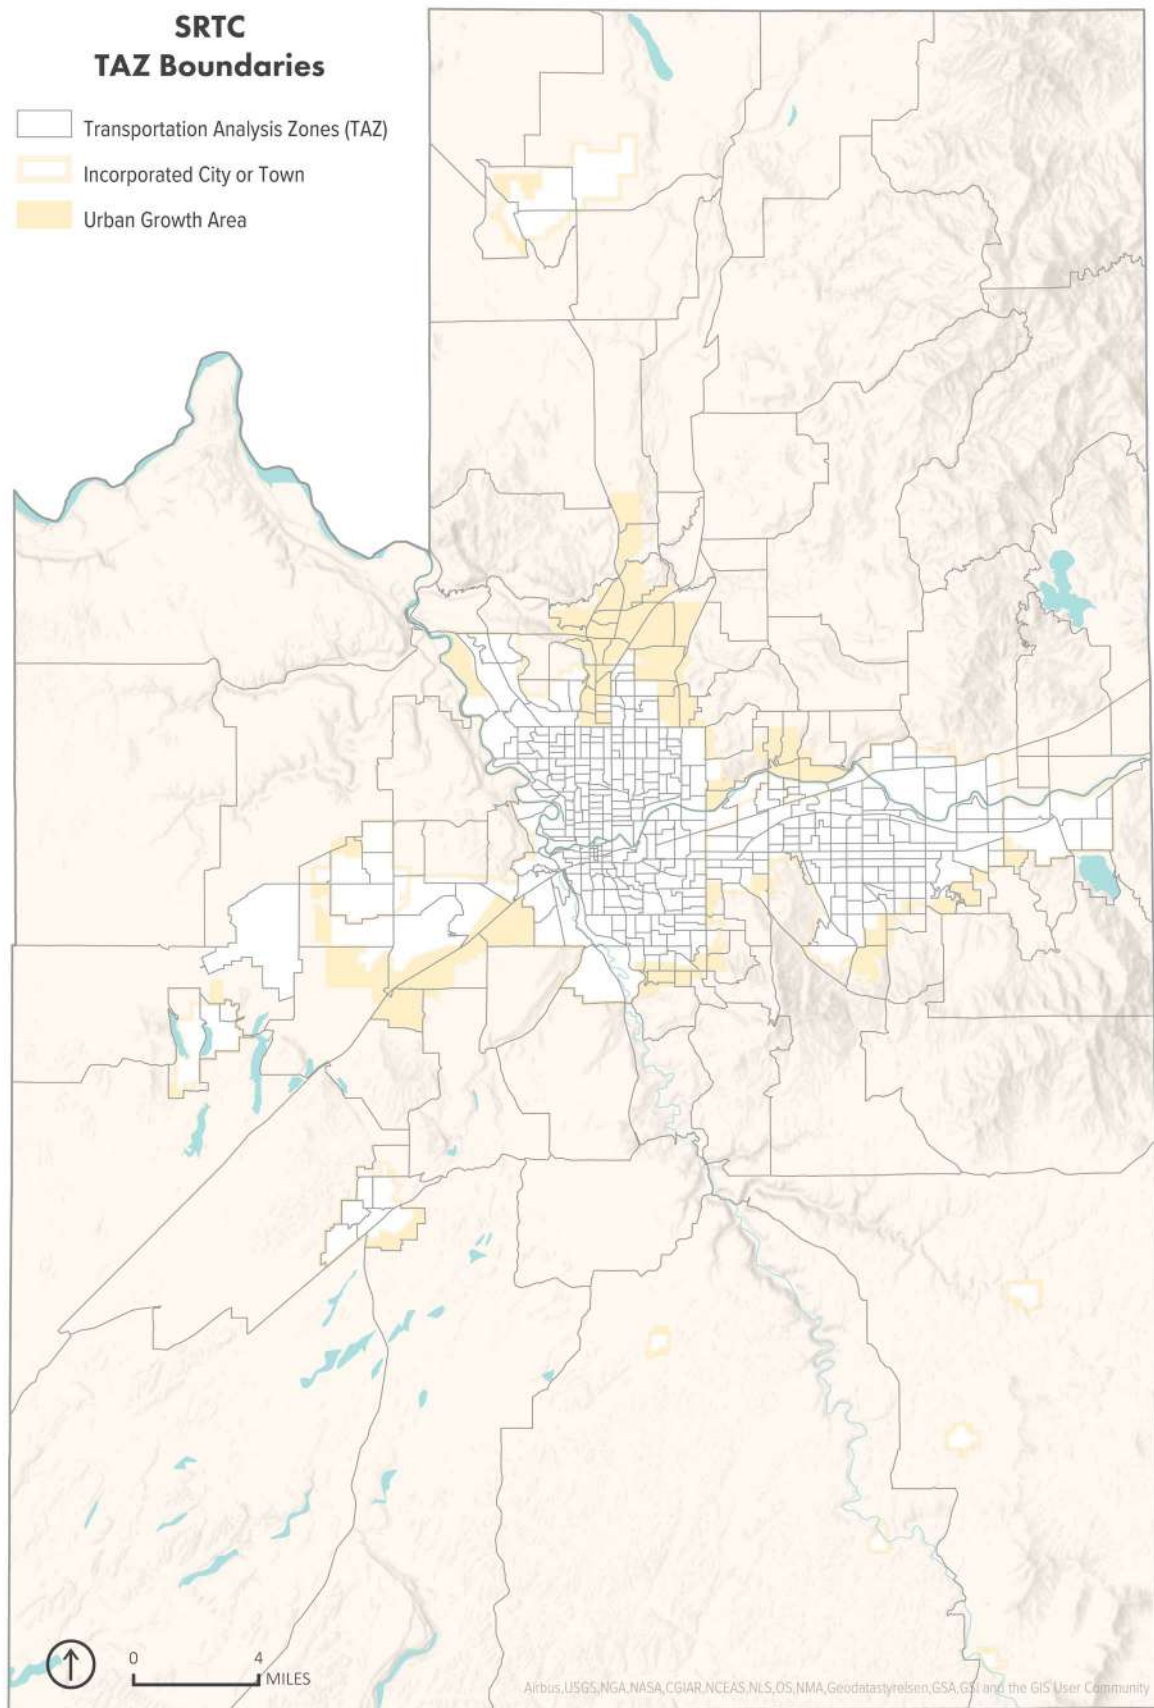 SRTC
TAZ Boundaries
Transportation Analysis Zones (TAZ)
Incorporated City or Town
Urban Growth Area
0 4
MILES
Airbus,USGS,NGA,NASA,CGIAR,NCEAS,NLS,OS,NMA,Geodatastyrelsen,GSA,GSI and the GIS User Community